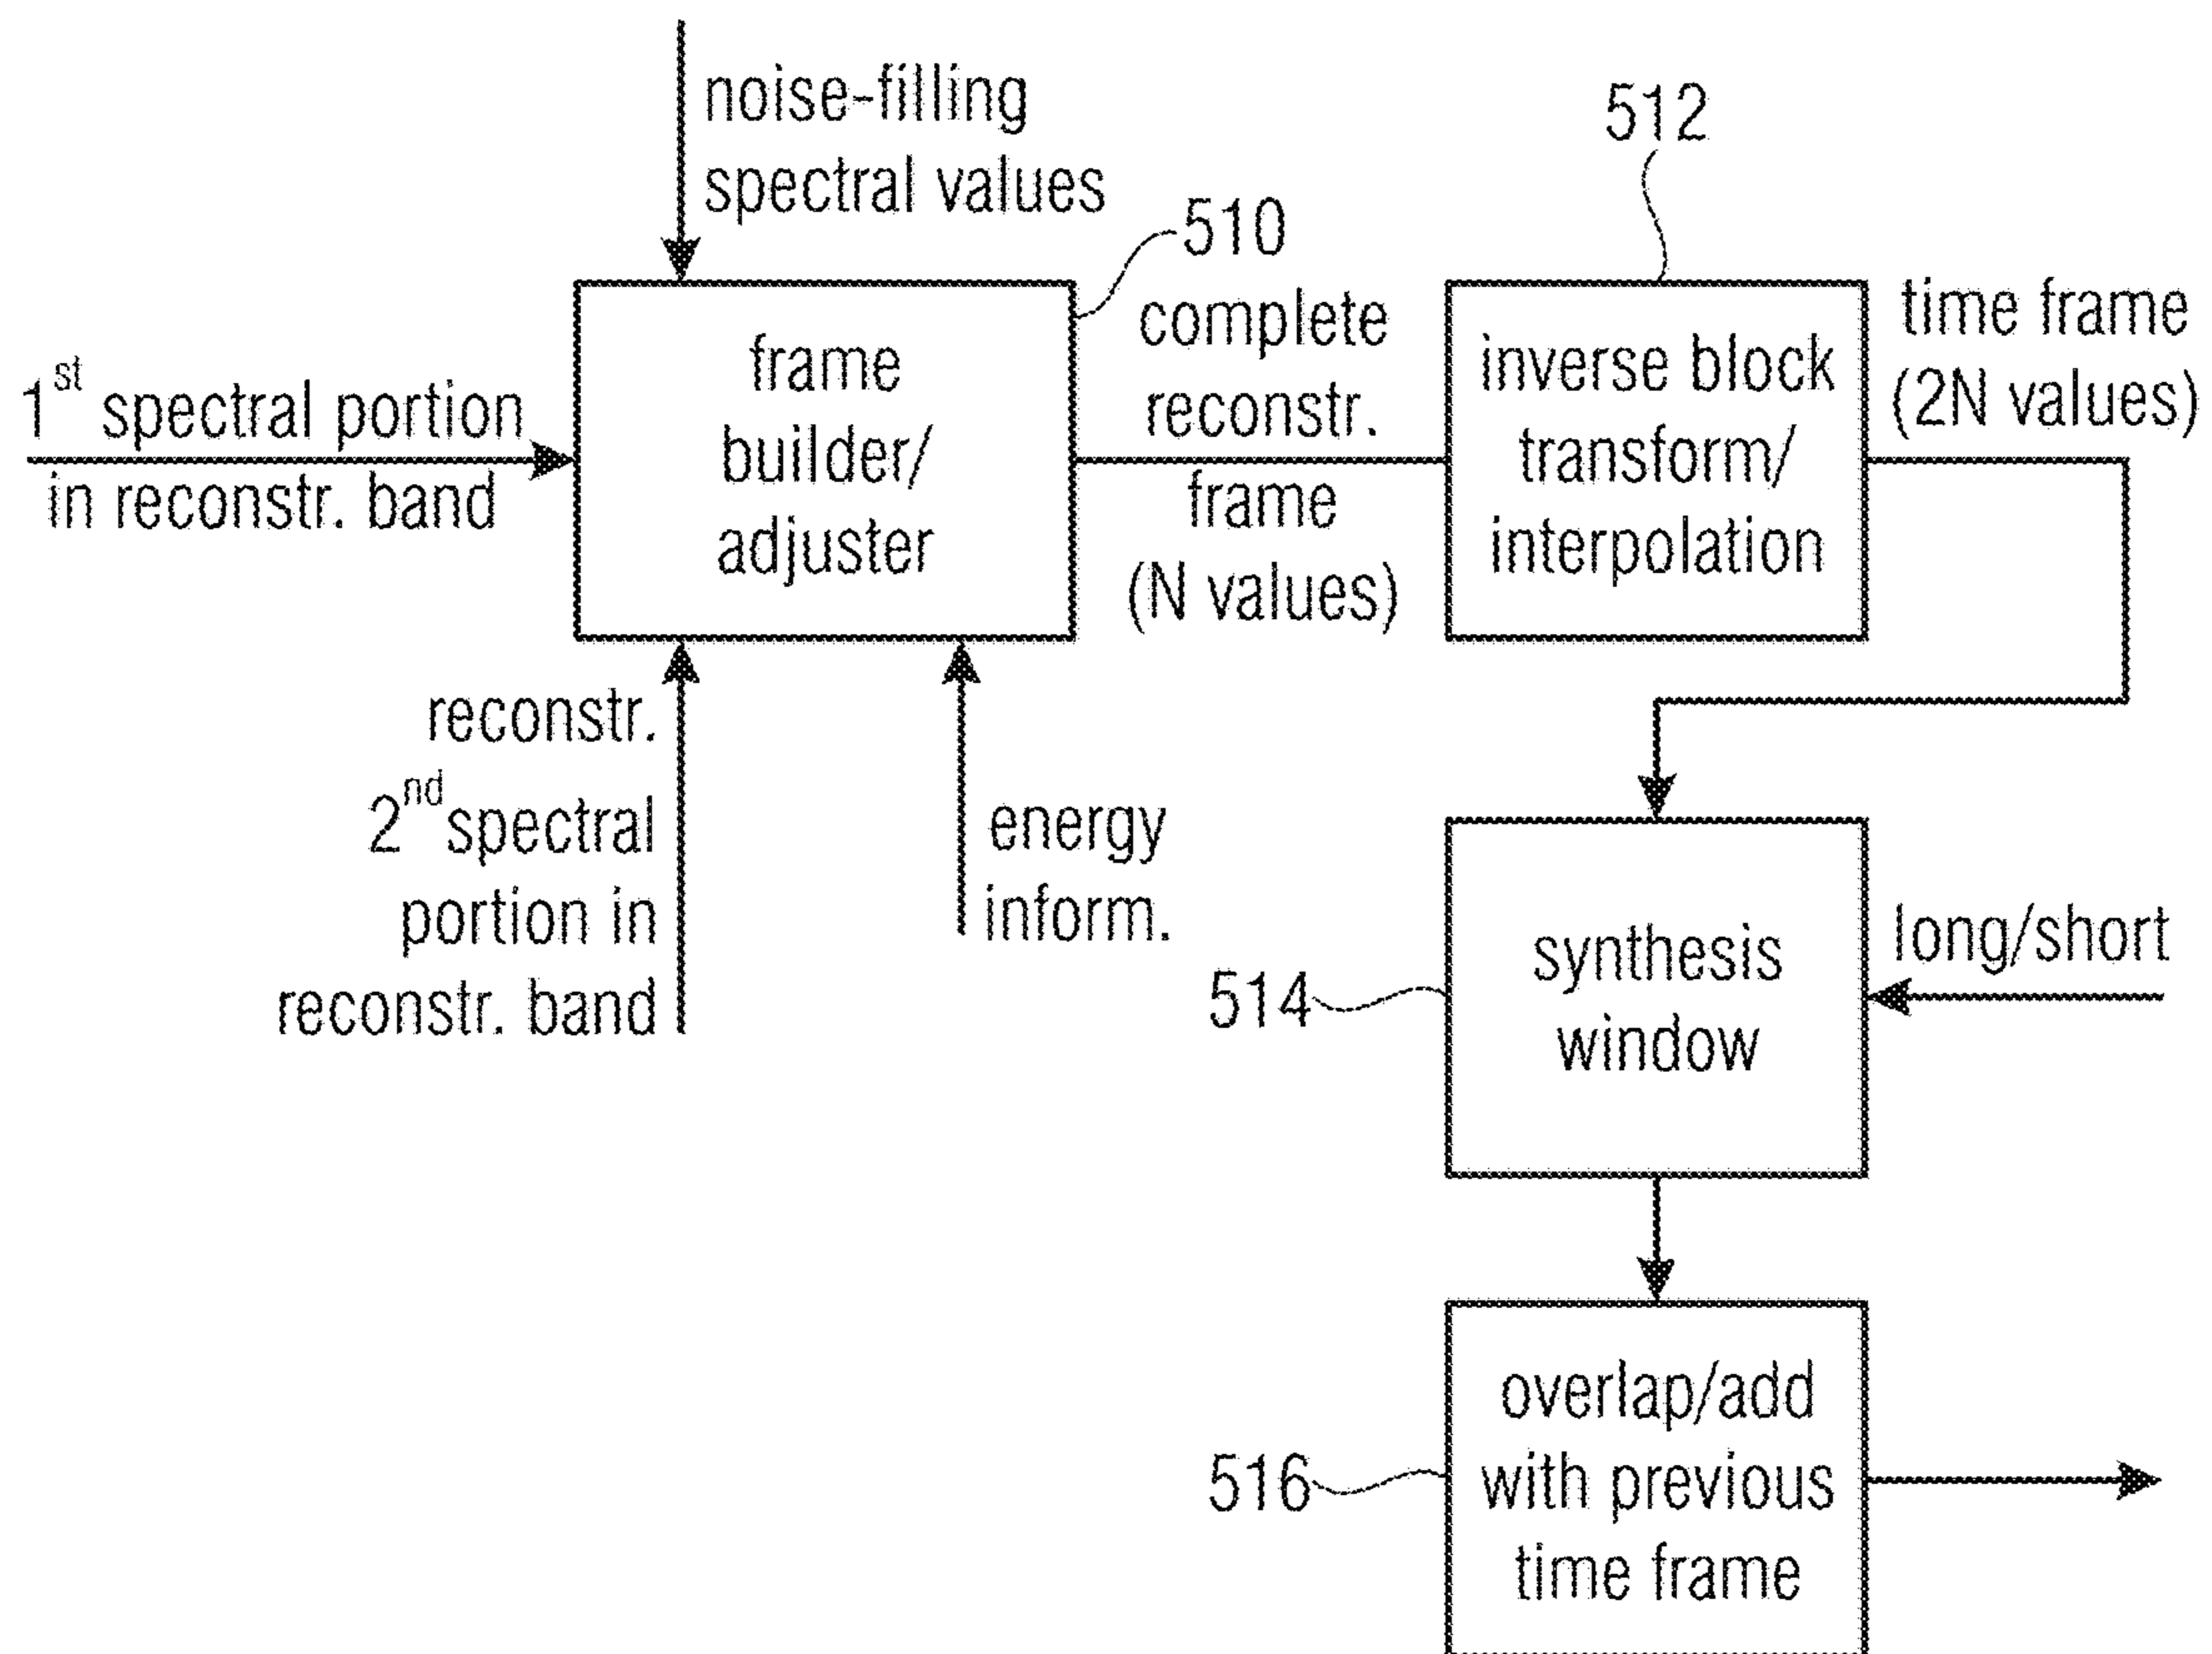 noise-filling
spectral values
512
510
1st spectral portion
in reconstr. band
frame
builder/
adjuster
complete
reconstr.
frame
(N values)
inverse block
transform/
interpolation
time frame
(2N values)
reconstr.
2nd spectral
portion in
reconstr. band
energy
inform.
514
synthesis
window
long/short
516
overlap/add
with previous
time frame